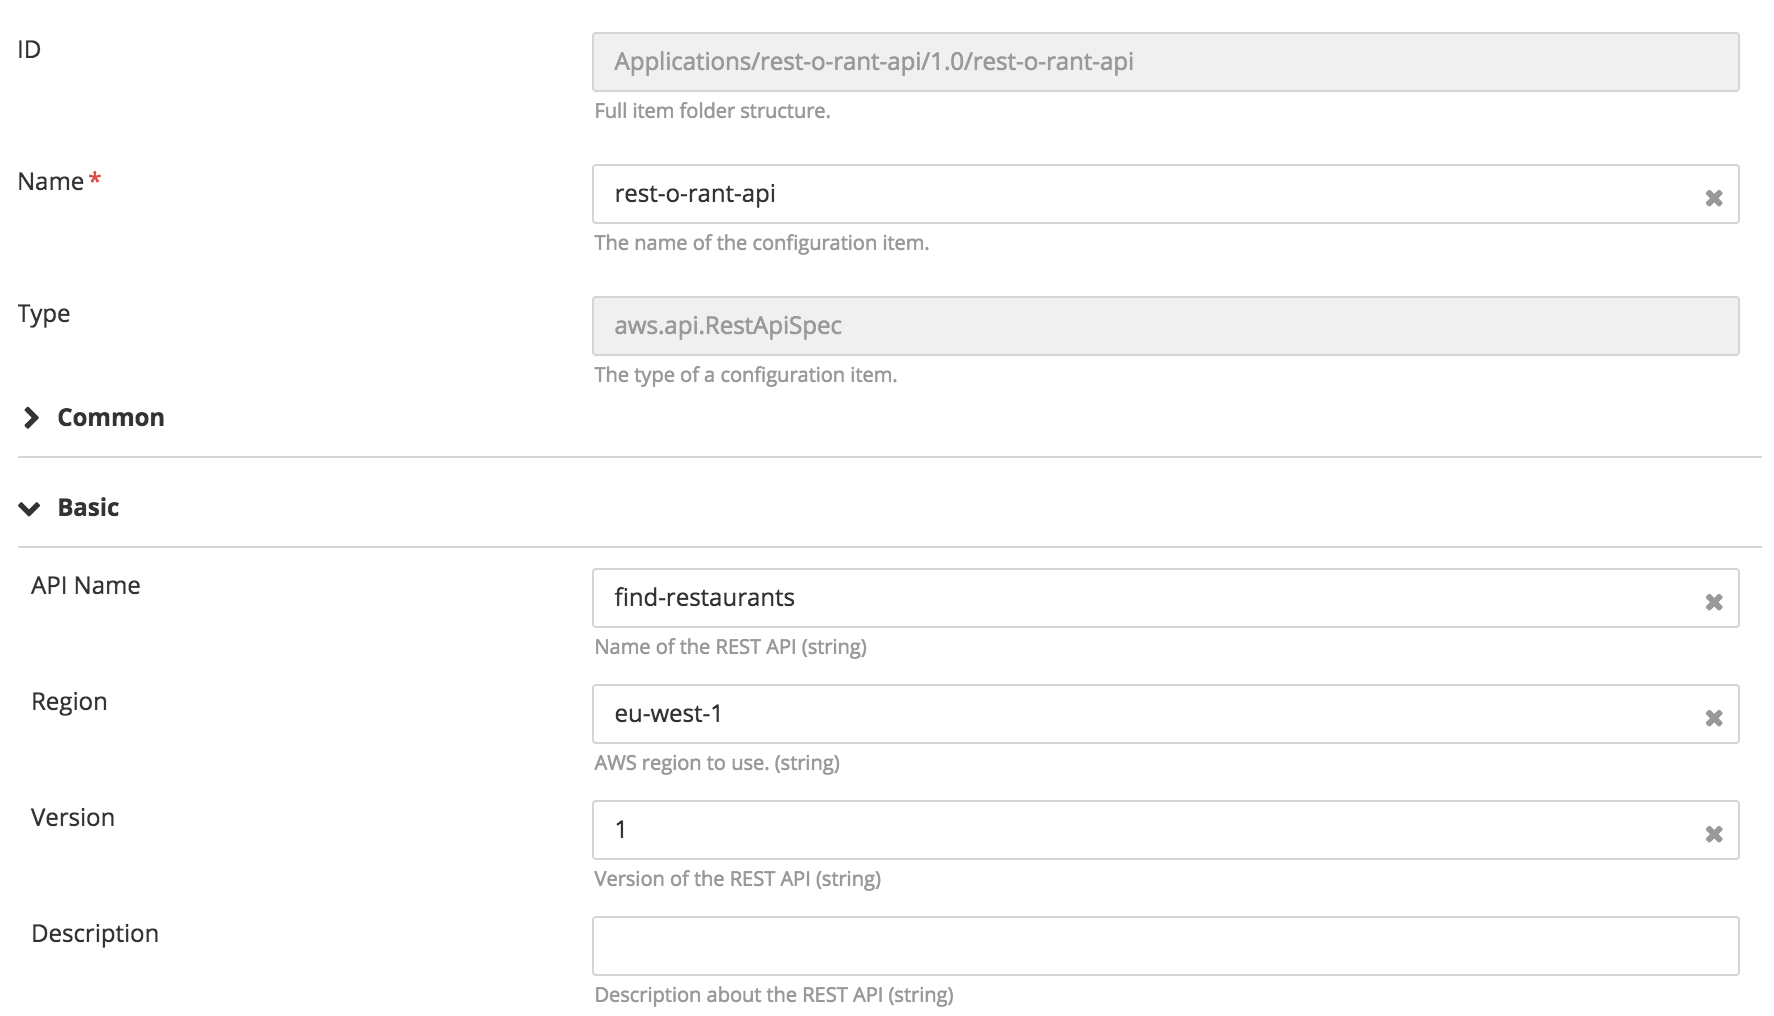 ID
Applications/rest-o-rant-api/1.0/rest-o-rant-api
Full item folder structure.
Name*
rest-o-rant-api
The name of the configuration item.
Type
aws.api.RestApiSpec
The type of a configuration item.
Common
Basic
API Name
find-restaurants
Name of the REST API (string)
Region
eu-west-1
AWS region to use. (string)
Version
1
Version of the REST API (string)
Description
Description about the REST API (string)